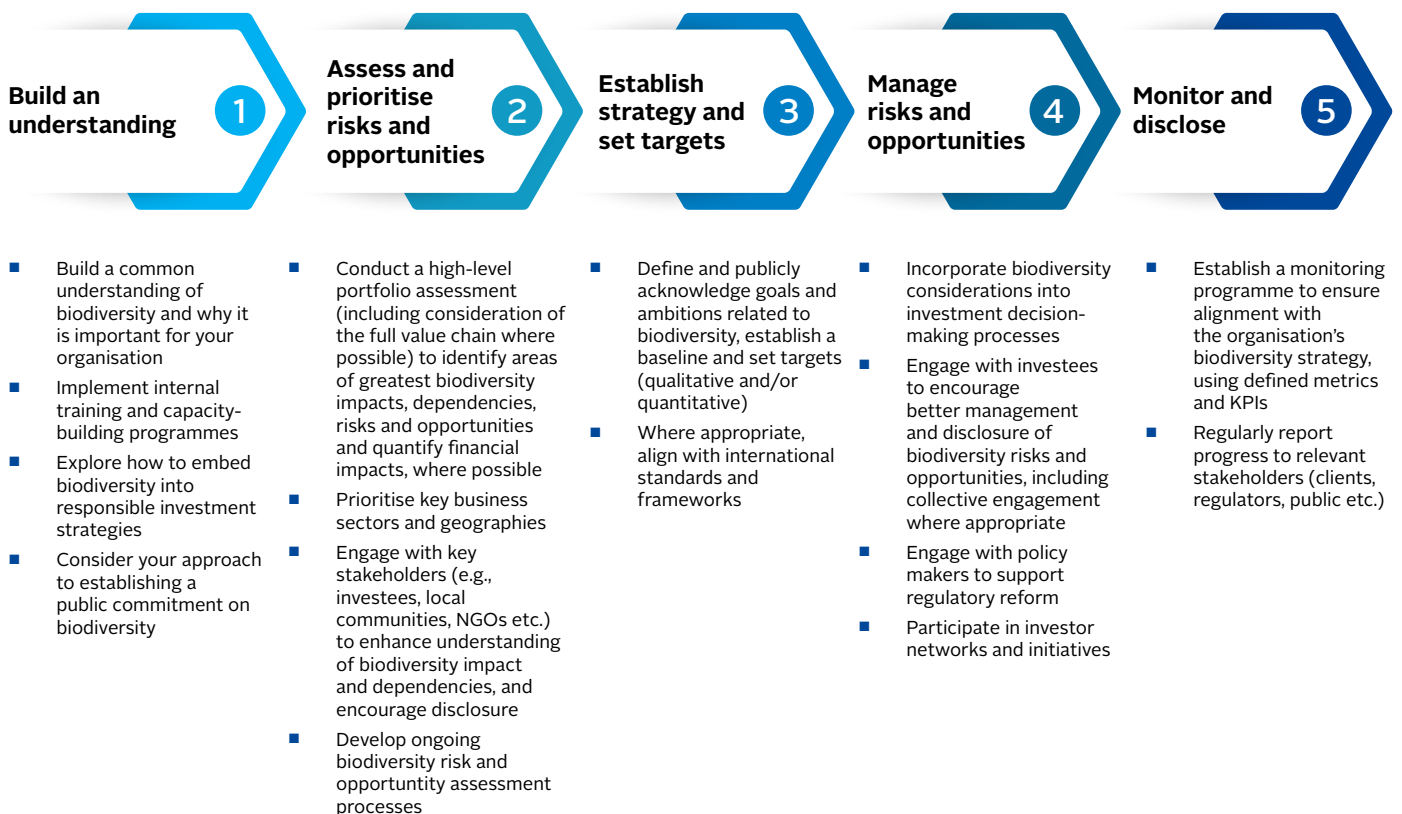 Build an
understanding
1
Assess and
prioritise
risks and
opportunities
2
Establish
strategy and
set targets
3
Manage
risks and
opportunities
4
Monitor and
disclose
5
■ Build a common
understanding of
biodiversity and why it
is important for your
organisation
■ Implement internal
training and capacity-
building programmes
■ Explore how to embed
biodiversity into
responsible investment
strategies
■ Consider your approach
to establishing a
public commitment on
biodiversity
■ Conduct a high-level
portfolio assessment
(including consideration of
the full value chain where
possible) to identify areas
of greatest biodiversity
impacts, dependencies,
risks and opportunities
and quantify financial
impacts, where possible
■ Prioritise key business
sectors and geographies
■ Engage with key
stakeholders (e.g.,
investees, local
communities, NGOs etc.)
to enhance understanding
of biodiversity impact
and dependencies, and
encourage disclosure
■ Develop ongoing
biodiversity risk and
opportuntity assessment
processes
■ Define and publicly
acknowledge goals and
ambitions related to
biodiversity, establish a
baseline and set targets
(qualitative and/or
quantitative)
■ Where appropriate,
align with international
standards and
frameworks
■ Incorporate biodiversity
considerations into
investment decision-
making processes
■ Engage with investees
to encourage
better management
and disclosure of
biodiversity risks and
opportunities, including
collective engagement
where appropriate
■ Engage with policy
makers to support
regulatory reform
■ Participate in investor
networks and initiatives
■ Establish a monitoring
programme to ensure
alignment with
the organisation’s
biodiversity strategy,
using defined metrics
and KPIs
■ Regularly report
progress to relevant
stakeholders (clients,
regulators, public etc.)